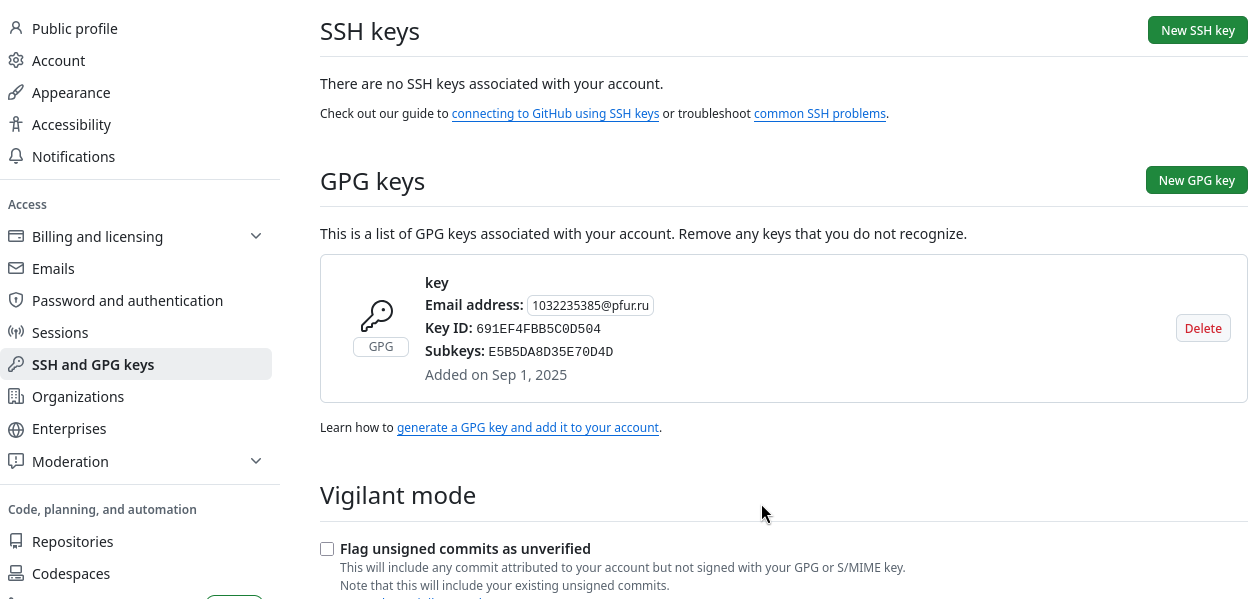 Public profile
Account
Appearance
Accessibility
Notifications
Access
Billing and licensing
Emails
Password and authentication
Sessions
SSH and GPG keys
Organizations
Enterprises
Moderation
Code, planning, and automation
Repositories
Codespaces
SSH keys
New SSH key
There are no SSH keys associated with your account.
Check out our guide to connecting to GitHub using SSH keys or troubleshoot common SSH problems.
GPG keys
New GPG key
This is a list of GPG keys associated with your account. Remove any keys that you do not recognize.
GPG
key
Email address: 1032235385@pfur.ru
Key ID: 691EF4FBB5C0D504
Subkeys: E5B5DA8D35E70D4D
Added on Sep 1, 2025
Delete
Learn how to generate a GPG key and add it to your account.
Vigilant mode
Flag unsigned commits as unverified
This will include any commit attributed to your account but not signed with your GPG or S/MIME key.
Note that this will include your existing unsigned commits.